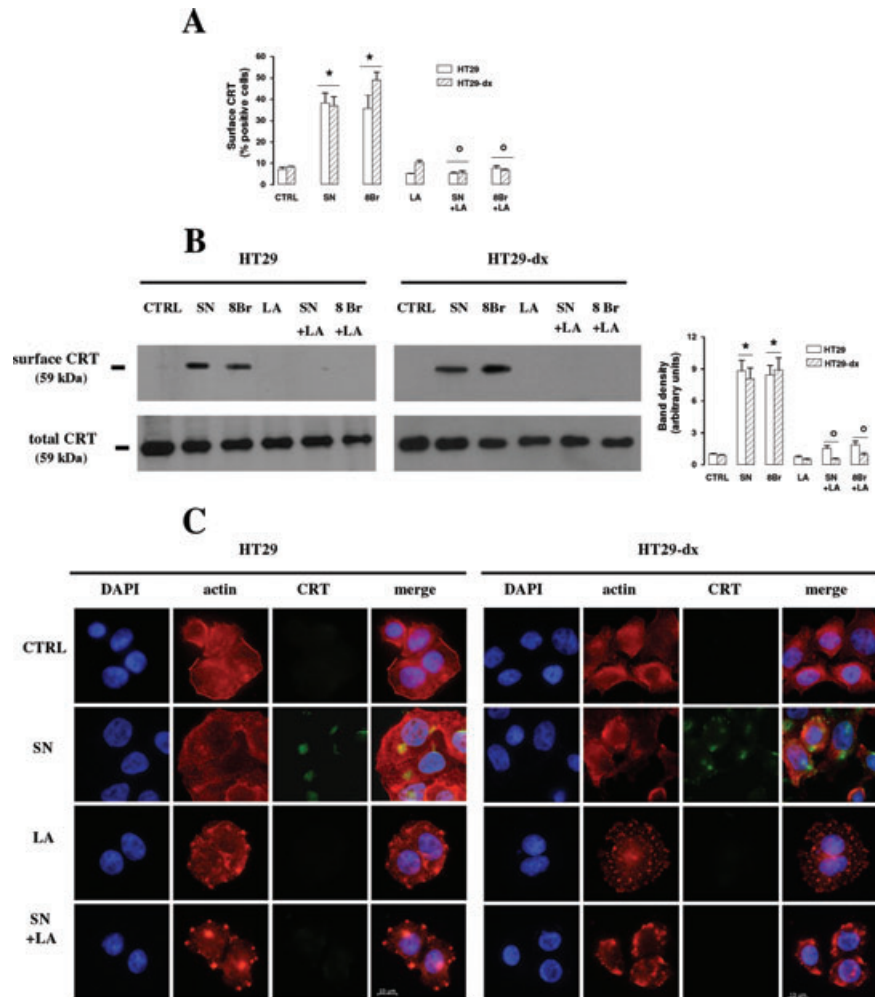 A
Surface CRT
(% positive cells)
60
50
40
30
20
10
0
★ ★
HT29
HT29-dx
CTRL SN 8Br LA SN +LA 8Br +LA
B
HT29 HT29-dx
CTRL SN 8Br LA SN +LA 8 Br +LA
CTRL SN 8Br LA SN +LA 8 Br +LA
surface CRT
(59 kDa)
total CRT
(59 kDa)
Band density
(arbitrary units)
12
9
6
3
0
★ ★
HT29
HT29-dx
CTRL SN 8Br LA SN +LA 8Br +LA
C
HT29 HT29-dx
DAPI actin CRT merge DAPI actin CRT merge
CTRL
SN
LA
SN
+LA